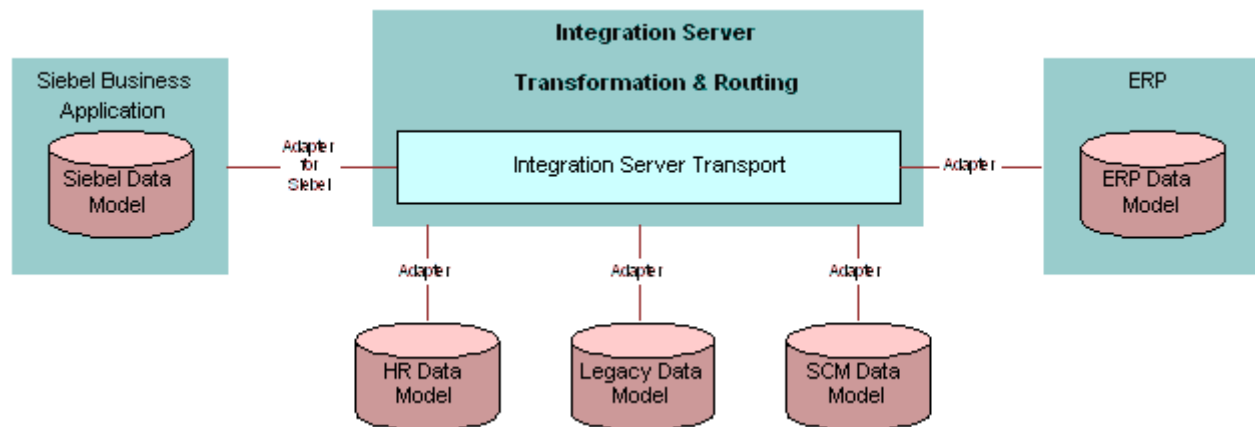 Integration Server
Transformation & Routing
Siebel Business
Application
Siebel Data
Model
Adapter
for
Siebel
Integration Server Transport
Adapter
ERP
ERP Data
Model
Adapter
Adapter
Adapter
HR Data
Model
Legacy Data
Model
SCM Data
Model